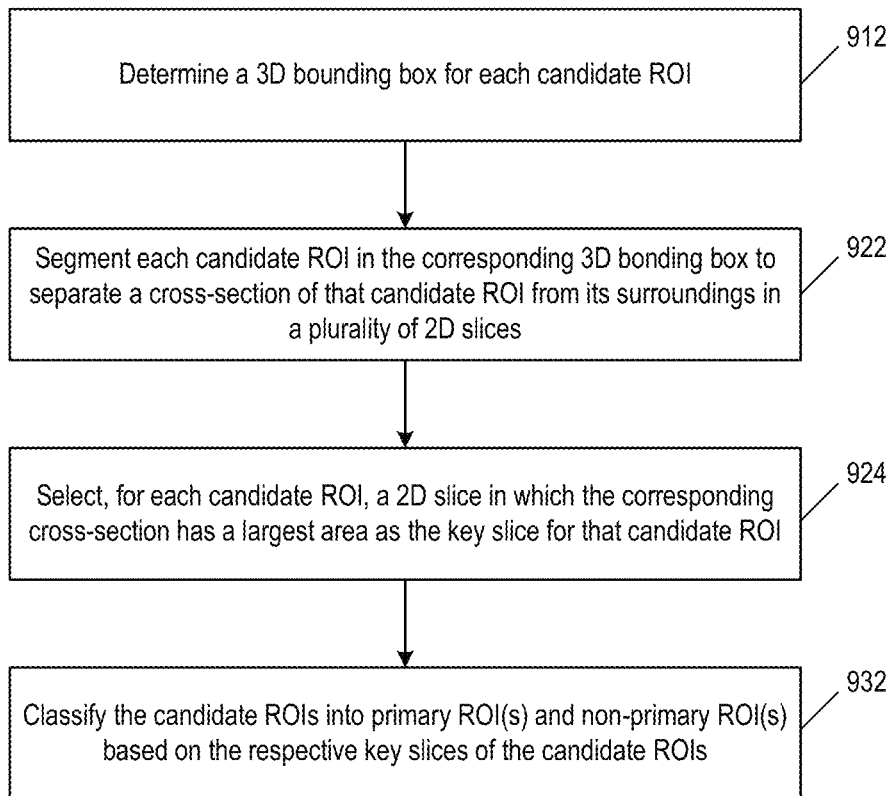 912
Determine a 3D bounding box for each candidate ROI
922
Segment each candidate ROI in the corresponding 3D bonding box to
separate a cross-section of that candidate ROI from its surroundings in
a plurality of 2D slices
924
Select, for each candidate ROI, a 2D slice in which the corresponding
cross-section has a largest area as the key slice for that candidate ROI
932
Classify the candidate ROIs into primary ROI(s) and non-primary ROI(s)
based on the respective key slices of the candidate ROIs